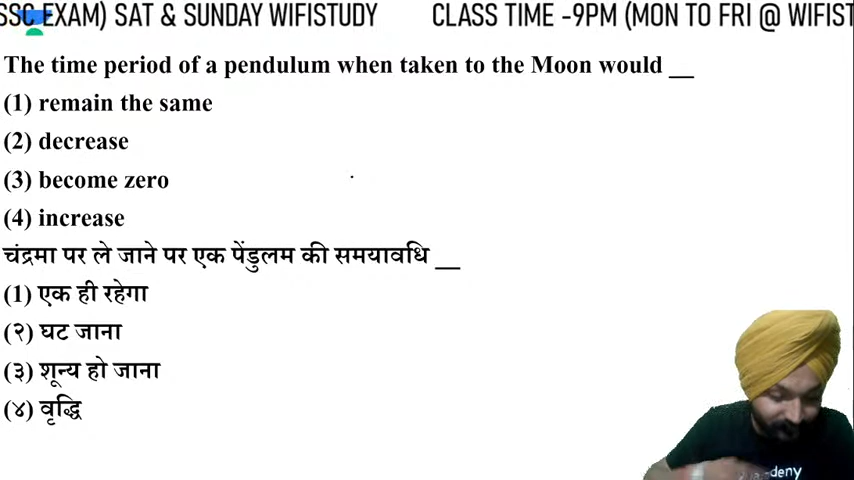 SSC EXAM) SAT & SUNDAY WIFISTUDY CLASS TIME -9PM (MON TO FRI @ WIFIST
The time period of a pendulum when taken to the Moon would __
(1) remain the same
(2) decrease
(3) become zero
(4) increase
चंद्रमा पर ले जाने पर एक पेंडुलम की समयावधि __
(1) एक ही रहेगा
(२) घट जाना
(३) शून्य हो जाना
(४) वृद्धि